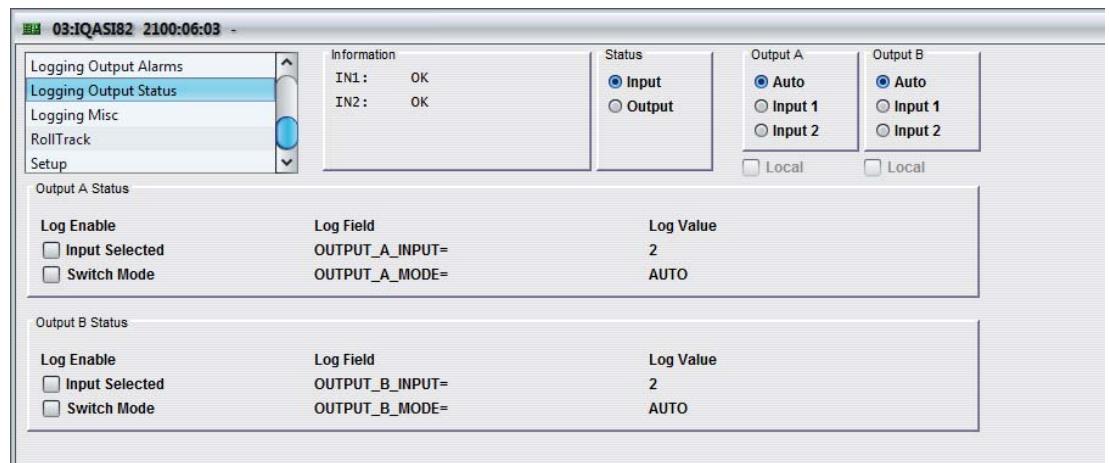 03:IQASI82 2100:06:03 -
Logging Output Alarms
Logging Output Status
Logging Misc
RollTrack
Setup
Information
IN1: OK
IN2: OK
Status
Input
Output
Output A
Auto
Input 1
Input 2
Local
Output B
Auto
Input 1
Input 2
Local
Output A Status
Log Enable Log Field Log Value
Input Selected OUTPUT_A_INPUT= 2
Switch Mode OUTPUT_A_MODE= AUTO
Output B Status
Log Enable Log Field Log Value
Input Selected OUTPUT_B_INPUT= 2
Switch Mode OUTPUT_B_MODE= AUTO